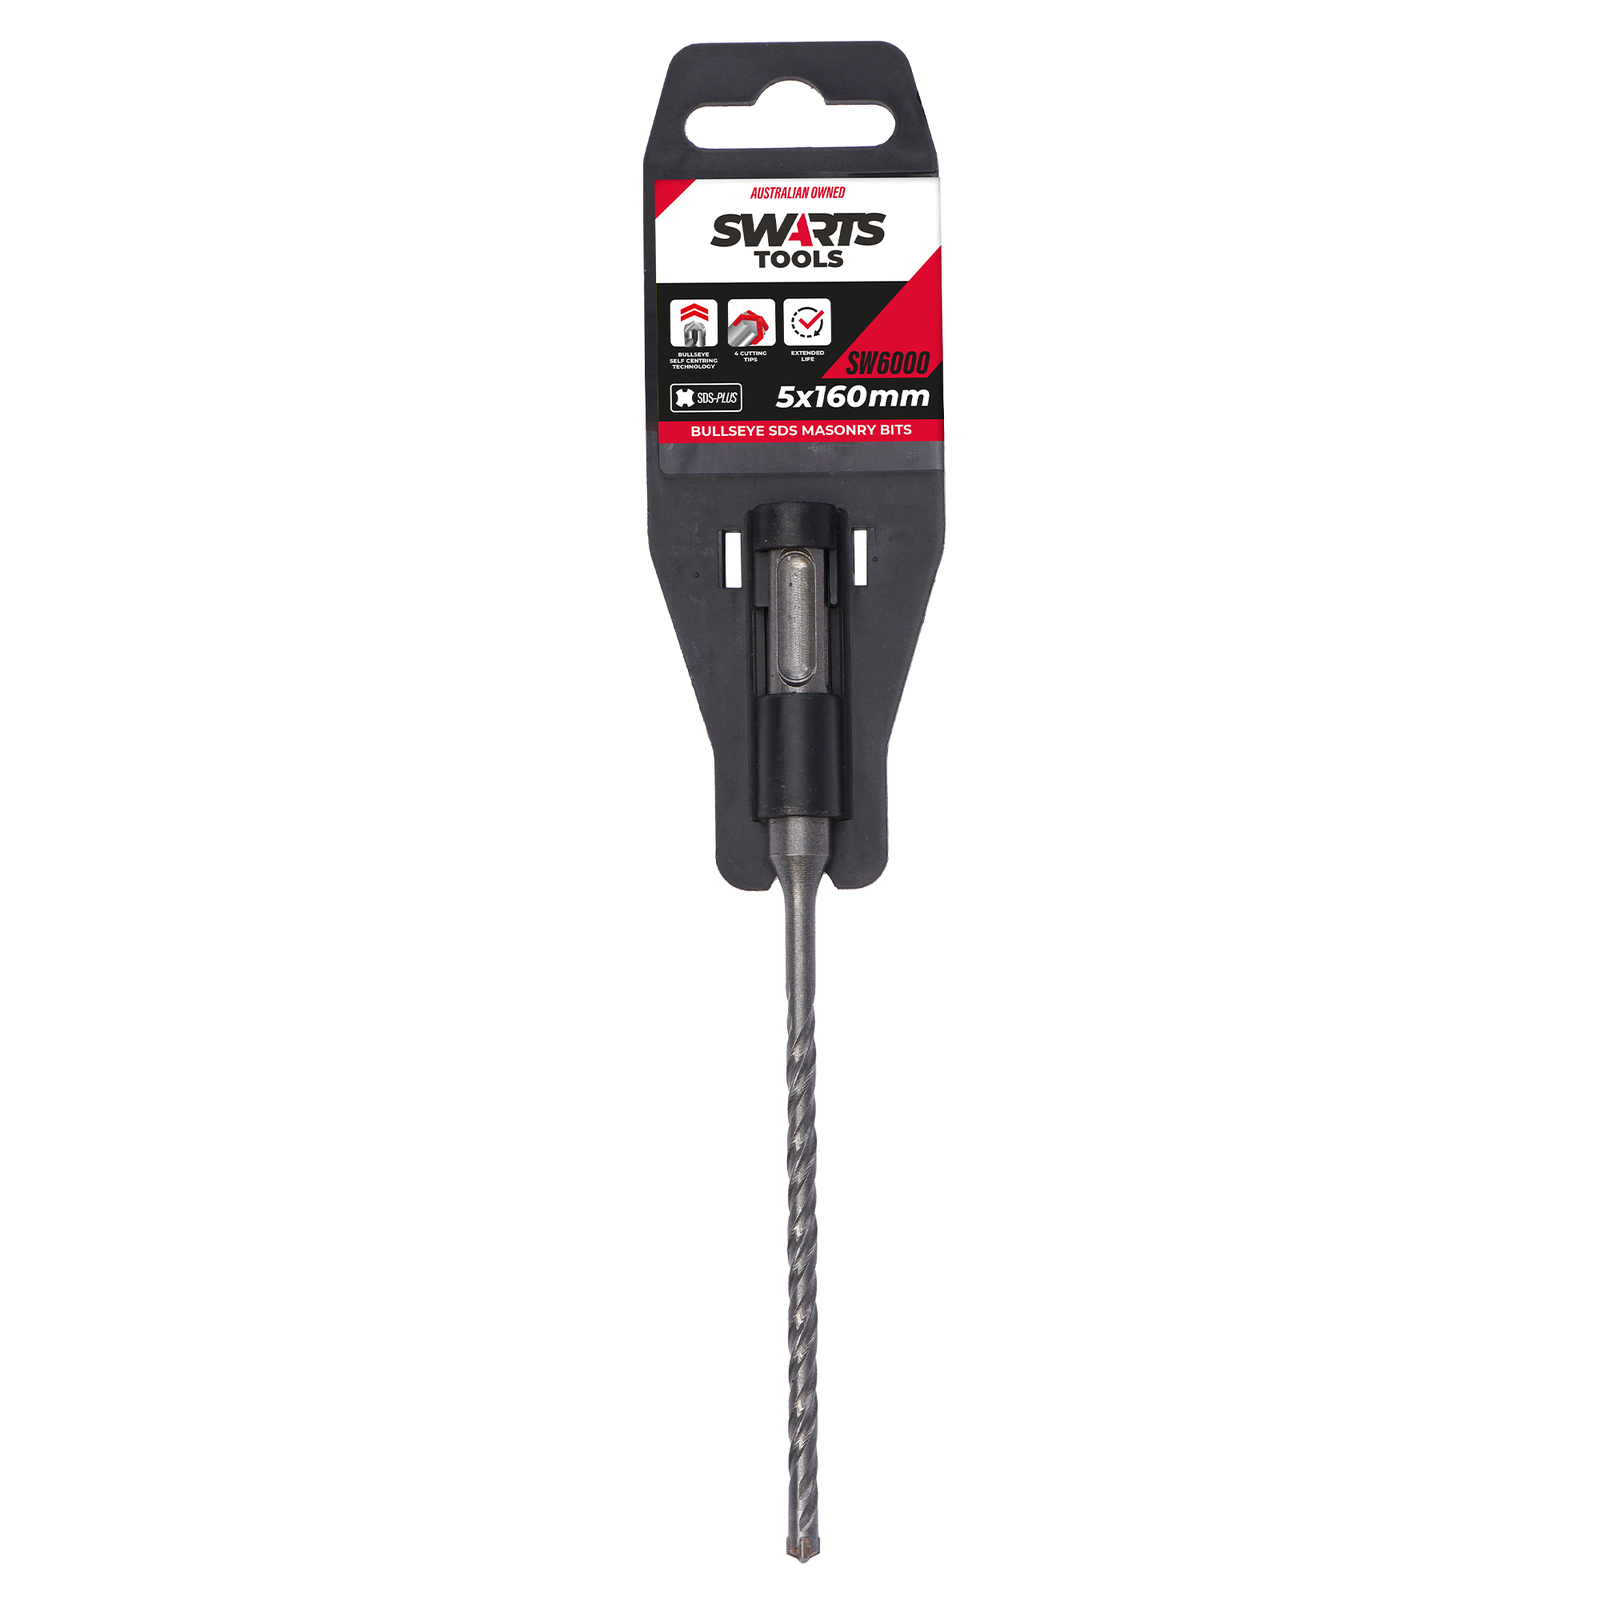 AUSTRALIAN OWNED
SWARTS
TOOLS
BULLSEYE
SELF CENTRING
TECHNOLOGY
4 CUTTING
TIPS
EXTENDED
LIFE
SW6000
SDS-PLUS
5x160mm
BULLSEYE SDS MASONRY BITS